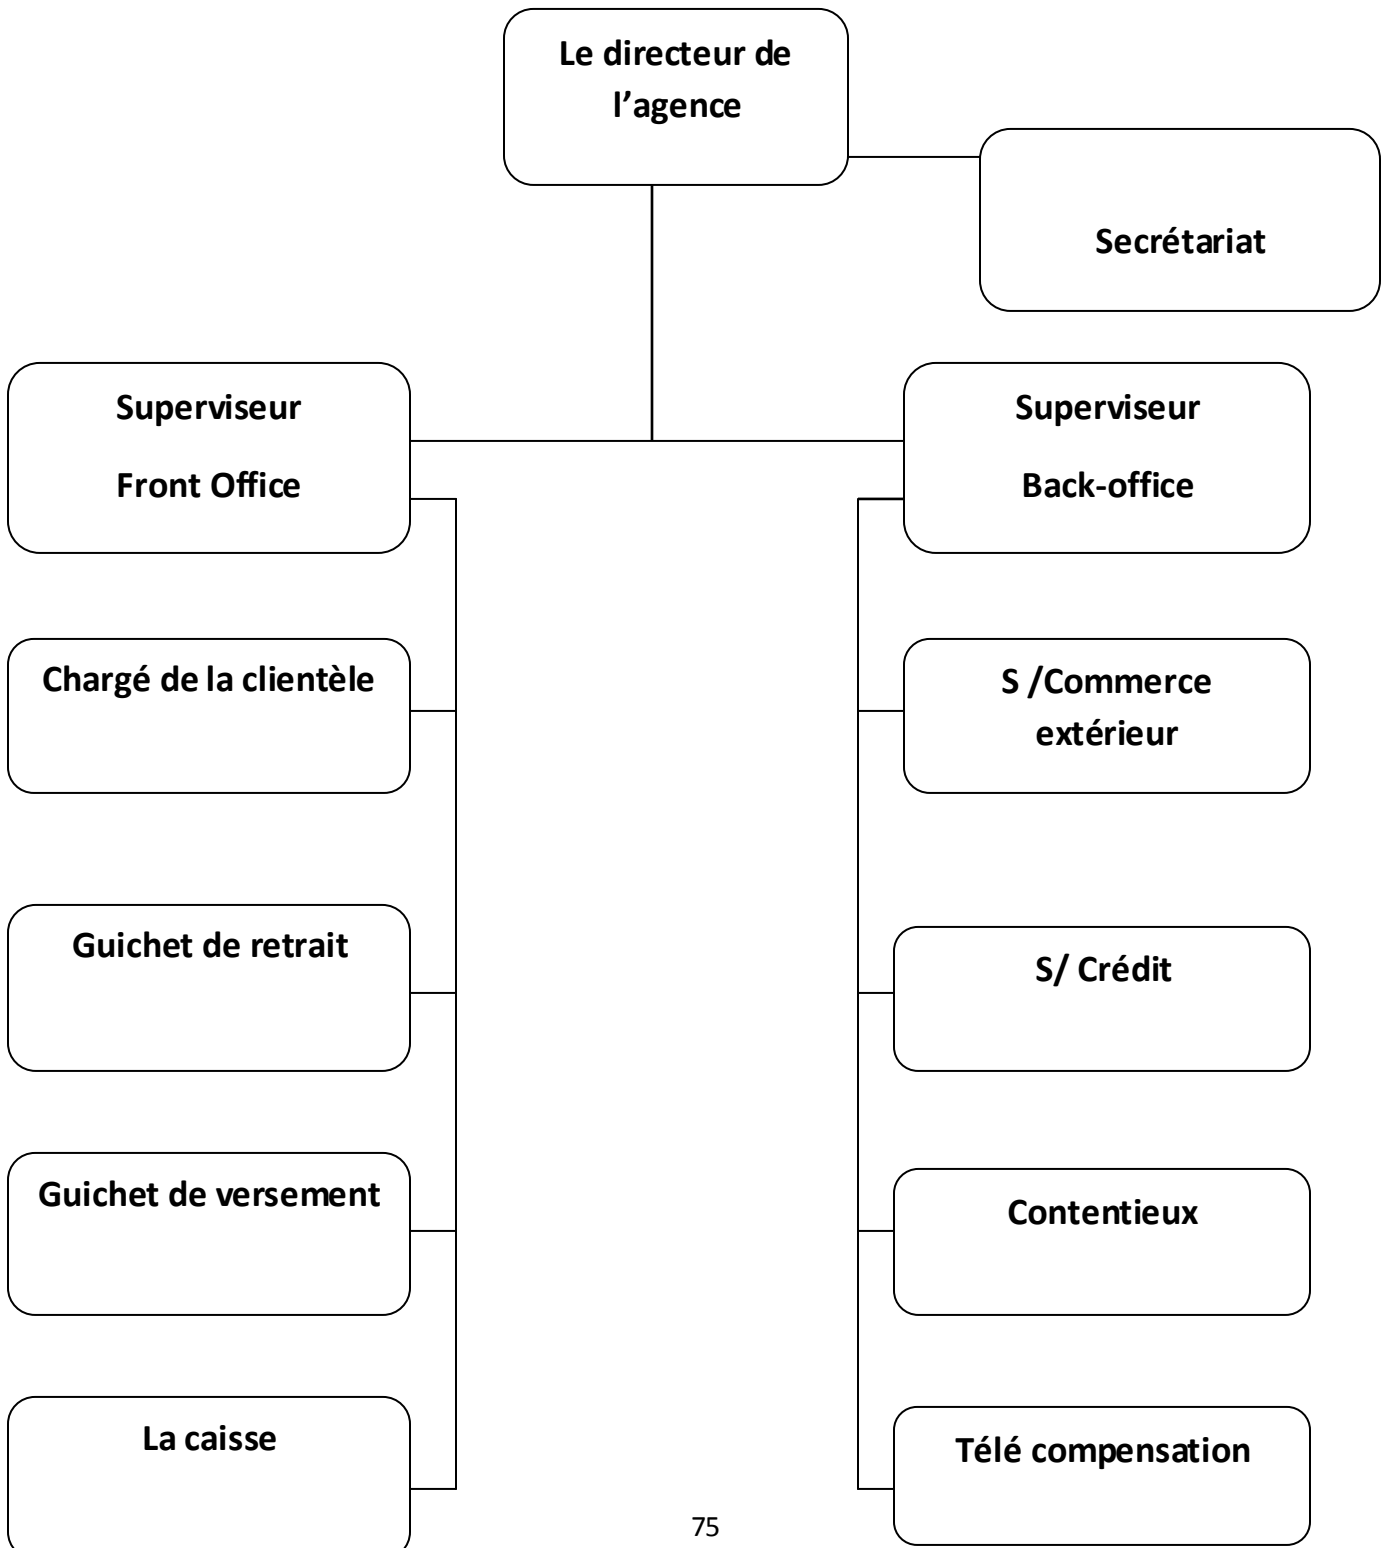 Le directeur de
l’agence
Secrétariat
Superviseur
Front Office
Superviseur
Back-office
Chargé de la clientèle
S /Commerce
extérieur
Guichet de retrait
S/ Crédit
Guichet de versement
Contentieux
La caisse
Télé compensation
75